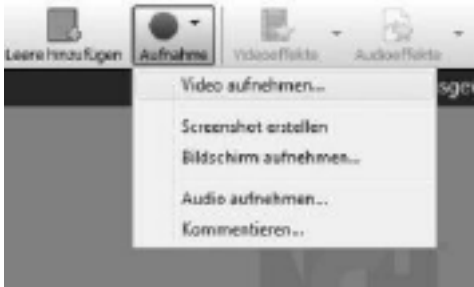 Leere hinzufügen Aufnahme Videoeffekte Audioeffekte
Video aufnehmen...
Screenshot erstellen
Bildschirm aufnehmen...
Audio aufnehmen...
Kommentieren...